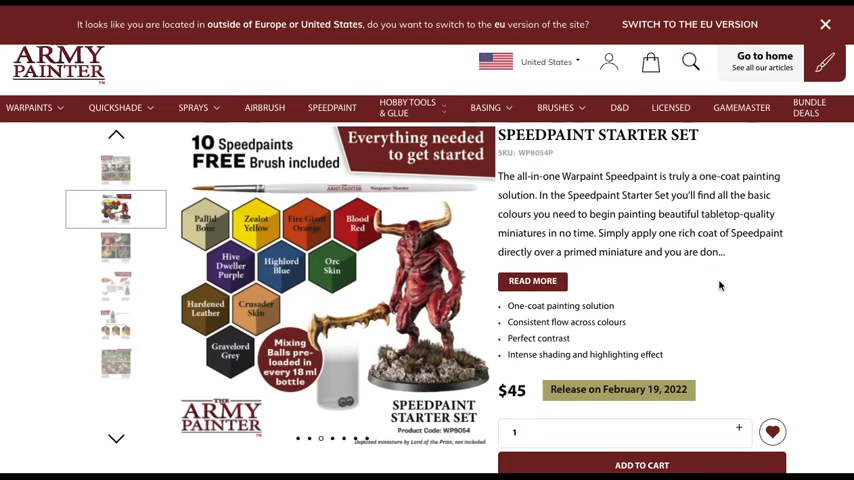 It looks like you are located in outside of Europe or United States, do you want to switch to the eu version of the site?
SWITCH TO THE EU VERSION
ARMY
PAINTER
United States
Go to home
See all our articles
WARPAINTS
QUICKSHADE
SPRAYS
AIRBRUSH
SPEEDPAINT
HOBBY TOOLS
& GLUE
BASING
BRUSHES
D&D
LICENSED
GAMEMASTER
BUNDLE
DEALS
10 Speedpaints
FREE Brush included
Everything needed
to get started
Pallid
Bone
Zealot
Yellow
Fire Giant
Orange
Blood
Red
Hive
Dweller
Purple
Highlord
Blue
Orc
Skin
Hardened
Leather
Crusader
Skin
Gravelord
Grey
Mixing
Balls pre-
loaded in
every 18 ml
bottle
THE
ARMY
PAINTER
SPEEDPAINT
STARTER SET
Product Code: WP8054
Depicted miniature by Lord of the Print, not included
SPEEDPAINT STARTER SET
SKU: WP8054P
The all-in-one Warpaint Speedpaint is truly a one-coat painting
solution. In the Speedpaint Starter Set you'll find all the basic
colours you need to begin painting beautiful tabletop-quality
miniatures in no time. Simply apply one rich coat of Speedpaint
directly over a primed miniature and you are don...
READ MORE
• One-coat painting solution
• Consistent flow across colours
• Perfect contrast
• Intense shading and highlighting effect
$45
Release on February 19, 2022
1
+
ADD TO CART